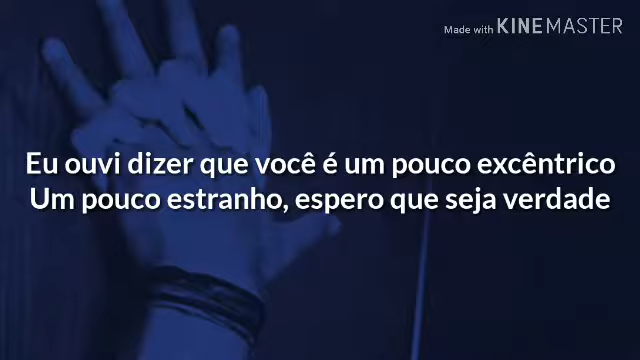 Made with KINEMASTER
Eu ouvi dizer que você é um pouco excêntrico
Um pouco estranho, espero que seja verdade